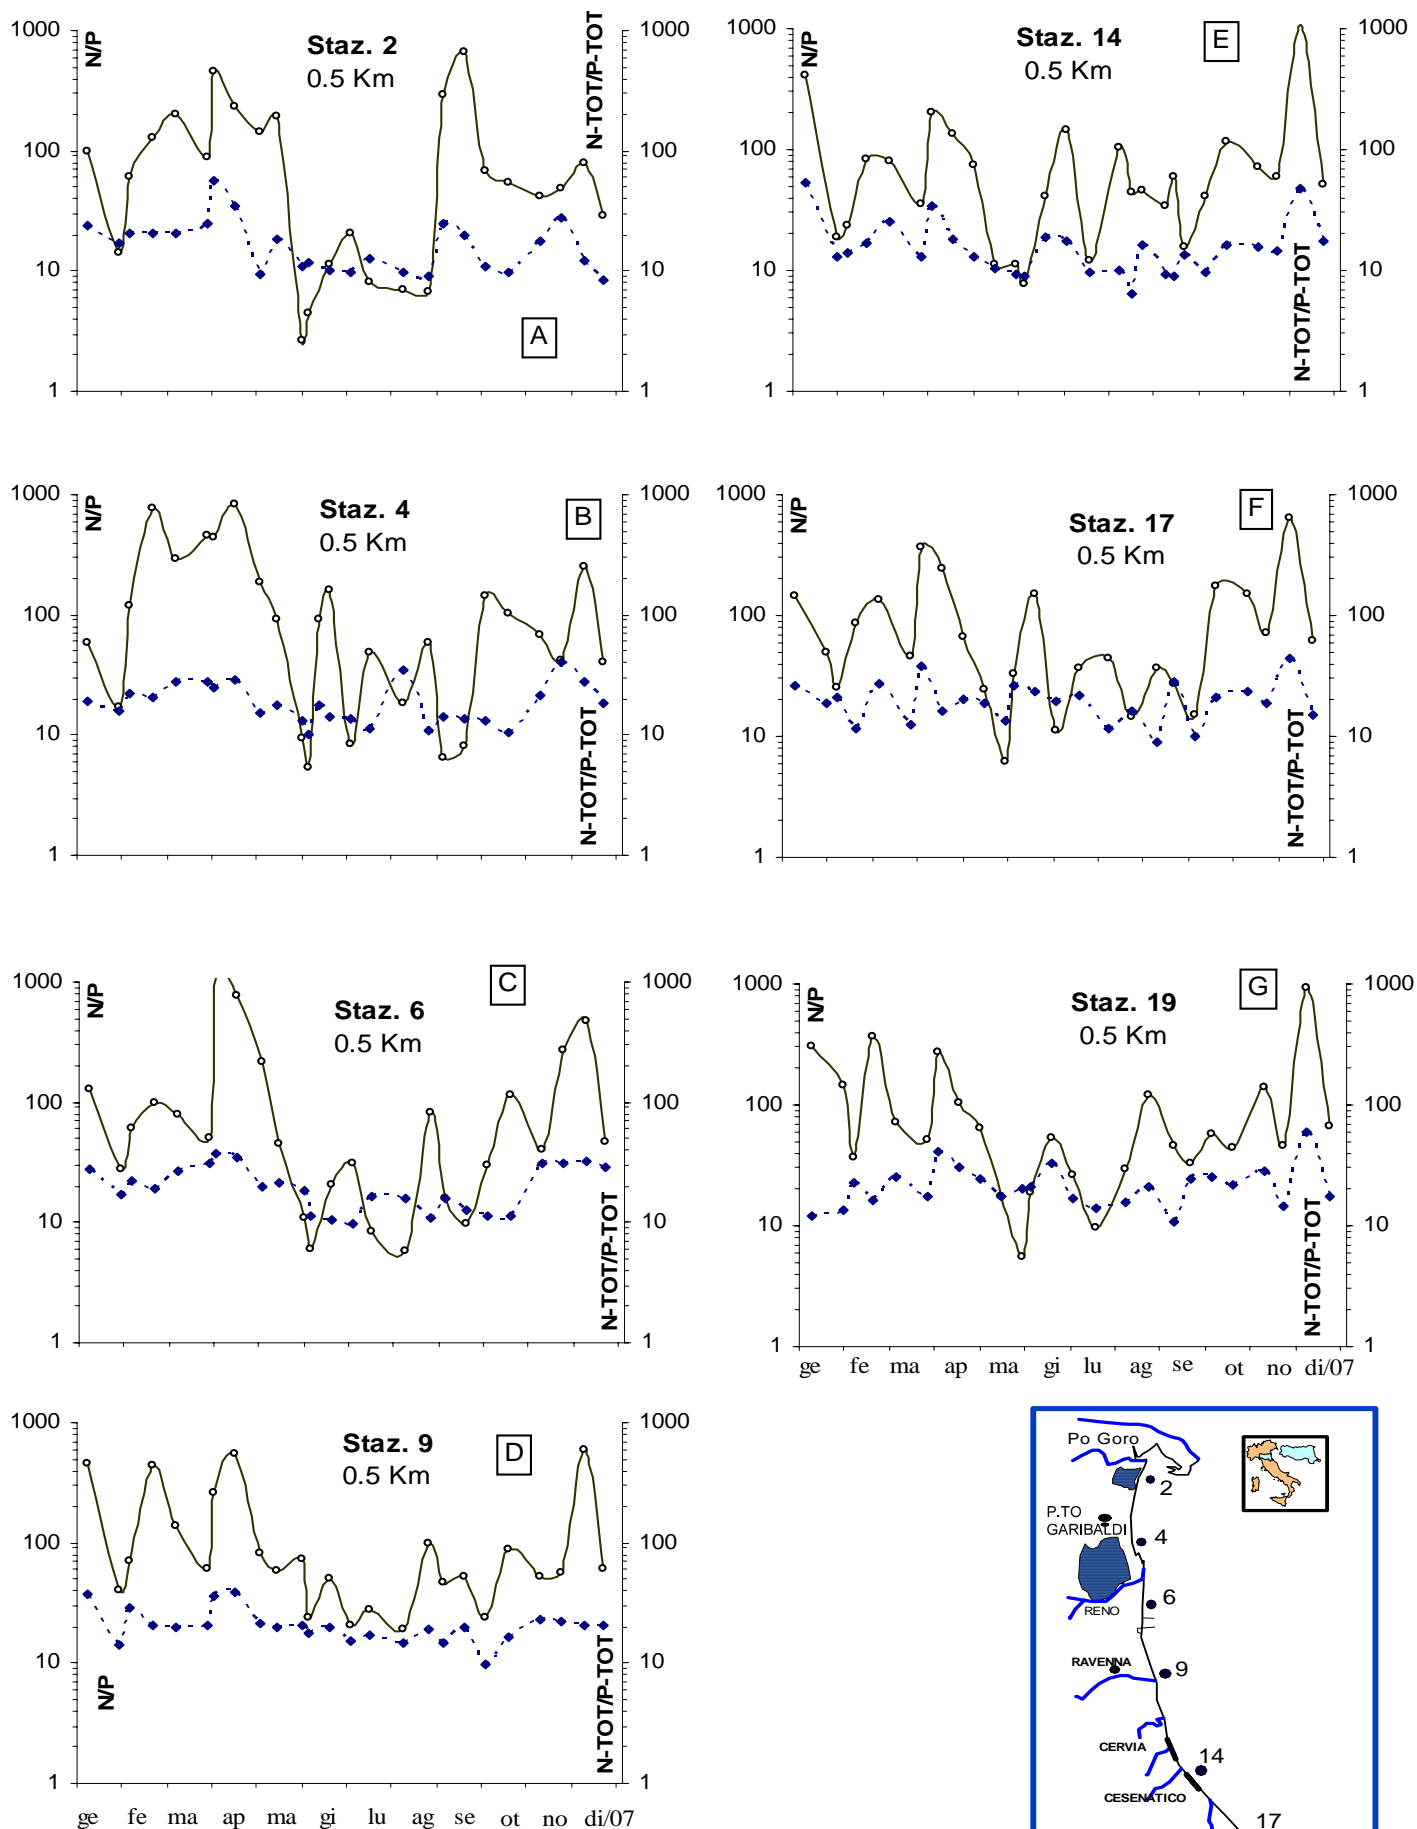 1000
100
10
1
N/P
Staz. 2
0.5 Km
A
N-TOT/P-TOT
1000
100
10
1
1000
100
10
1
N/P
Staz. 14
0.5 Km
E
N-TOT/P-TOT
1000
100
10
1
1000
100
10
1
N/P
Staz. 4
0.5 Km
B
N-TOT/P-TOT
1000
100
10
1
1000
100
10
1
N/P
Staz. 17
0.5 Km
F
N-TOT/P-TOT
1000
100
10
1
1000
100
10
1
N/P
Staz. 6
0.5 Km
C
N-TOT/P-TOT
1000
100
10
1
1000
100
10
1
N/P
Staz. 19
0.5 Km
G
N-TOT/P-TOT
1000
100
10
1
ge fe ma ap ma gi lu ag se ot no di/07
1000
100
10
1
N/P
Staz. 9
0.5 Km
D
N-TOT/P-TOT
1000
100
10
1
ge fe ma ap ma gi lu ag se ot no di/07
Po Goro
2
P.TO
GARIBALDI
4
6
RENO
RAVENNA
9
CERVIA
14
CESENATICO
17